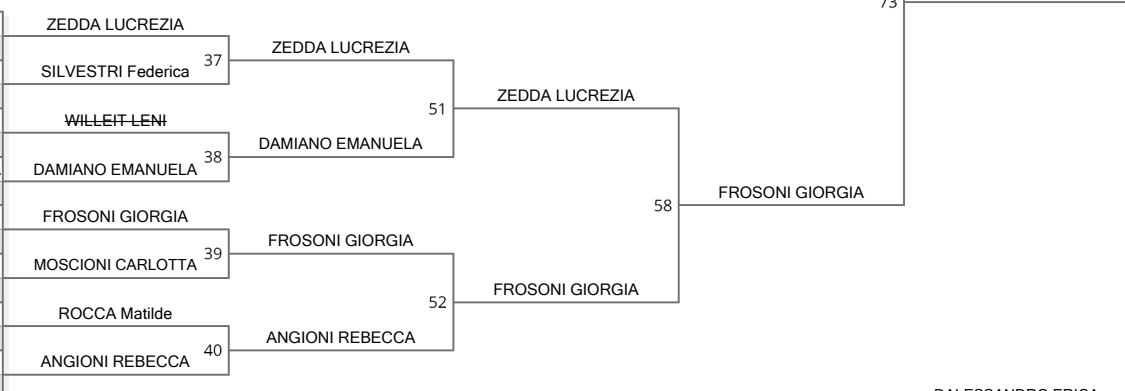 73
ZEDDA LUCREZIA
37
SILVESTRI Federica
ZEDDA LUCREZIA
51
ZEDDA LUCREZIA
WILLEIT LENI
38
DAMIANO EMANUELA
DAMIANO EMANUELA
58
FROSONI GIORGIA
FROSONI GIORGIA
39
MOSCIONI CARLOTTA
FROSONI GIORGIA
52
FROSONI GIORGIA
ROCCA Matilde
40
ANGIONI REBECCA
ANGIONI REBECCA